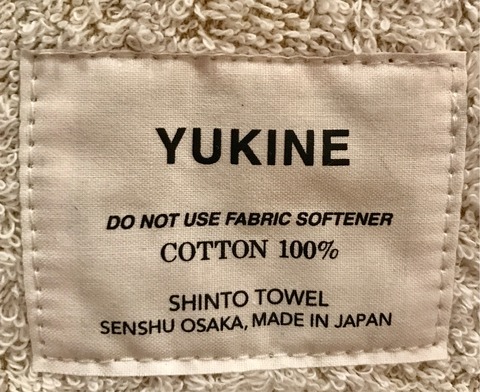 YUKINE
DO NOT USE FABRIC SOFTENER
COTTON 100%
SHINTO TOWEL
SENSHU OSAKA, MADE IN JAPAN